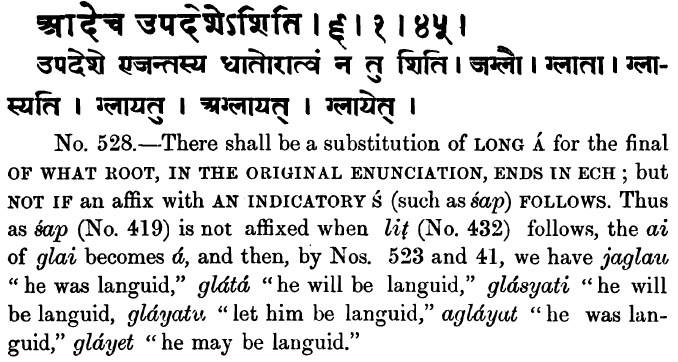 आदेच उपदेशेऽशिति । ६ । १ । ४५ ।
उपदेशे एजन्तस्य धातोरात्वं न तु शिति । जग्लौ । ग्लाता । ग्ला-
स्यति । ग्लायतु । अग्लायत् । ग्लायेत् ।
No. 528.—There shall be a substitution of LONG Á for the final
OF WHAT ROOT, IN THE ORIGINAL ENUNCIATION, ENDS IN ECH ; but
NOT IF an affix with AN INDICATORY Ś (such as śap) FOLLOWS. Thus
as śap (No. 419) is not affixed when liṭ (No. 432) follows, the ai
of glai becomes á, and then, by Nos. 523 and 41, we have jaglau
“he was languid,” glátá “he will be languid,” glásyati “he will
be languid, gláyatu “let him be languid,” agláyat “he was lan-
guid,” gláyet “he may be languid.”